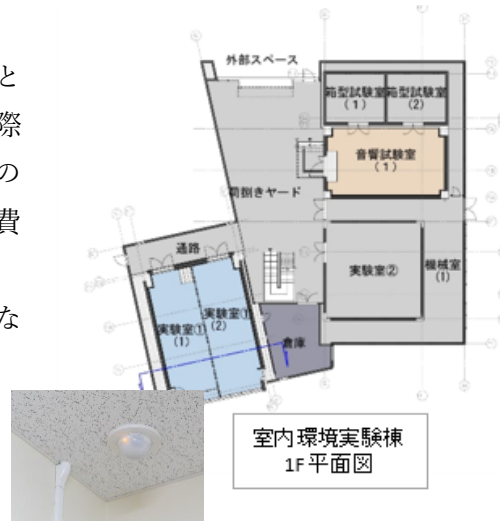 と
際
の
費
な
外部スペース
箱型試験室
(1)
箱型試験室
(2)
音響試験室
(1)
荷捌きヤード
通路
実験室②
機械室
(1)
実験室①
(1)
実験室①
(2)
倉庫
室内環境実験棟
1F平面図